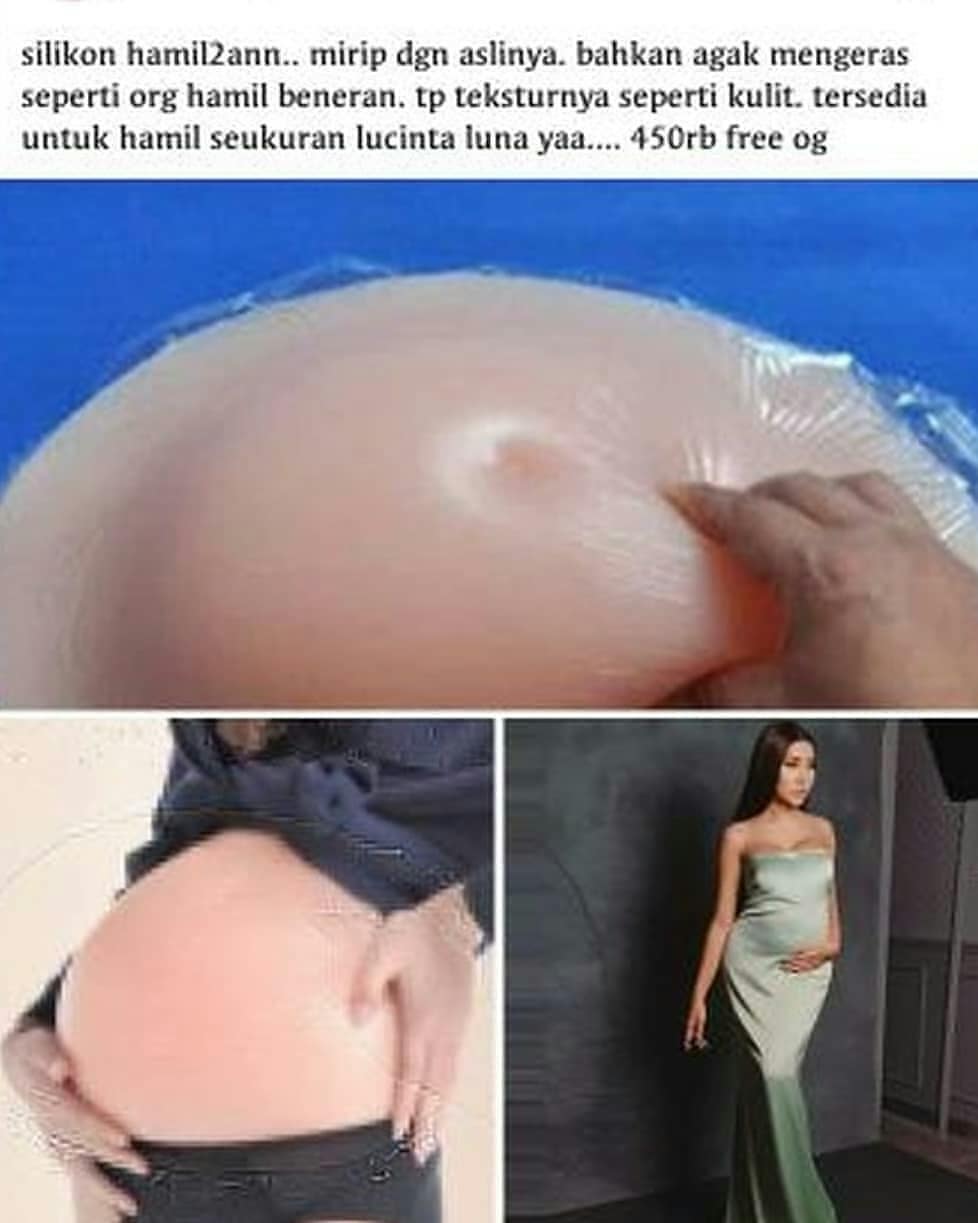 silikon hamil2ann.. mirip dgn aslinya. bahkan agak mengeras
seperti org hamil beneran. tp teksturnya seperti kulit. tersedia
untuk hamil seukuran lucinta luna yaa.... 450rb free og